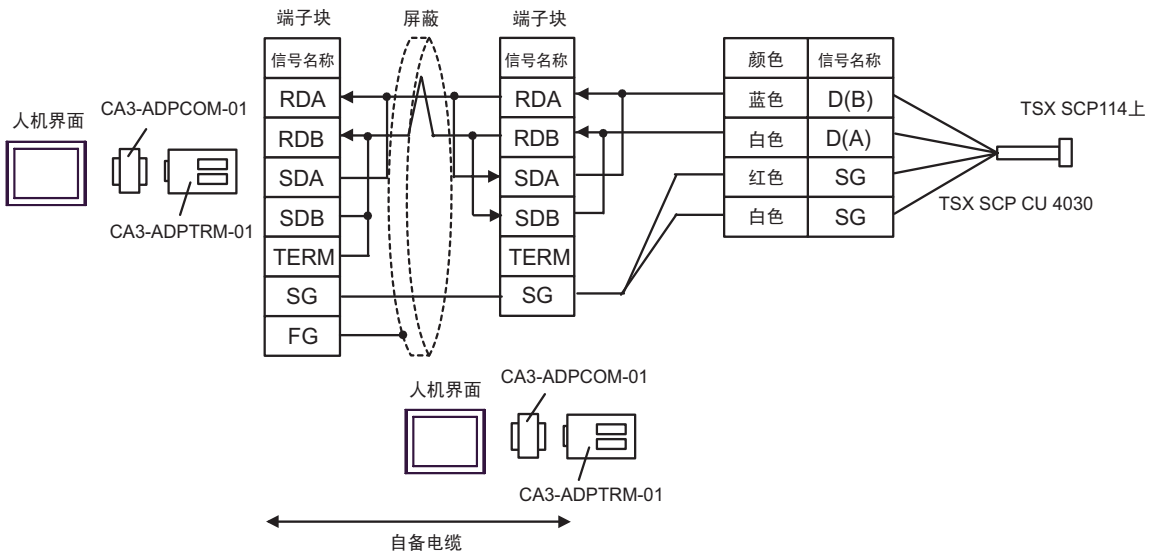 端子块
屏蔽
端子块
信号名称
RDA
RDB
SDA
SDB
TERM
SG
FG
信号名称
RDA
RDB
SDA
SDB
TERM
SG
颜色 信号名称
蓝色 D(B)
白色 D(A)
红色 SG
白色 SG
TSX SCP114上
TSX SCP CU 4030
人机界面
CA3-ADPCOM-01
CA3-ADPTRM-01
人机界面
CA3-ADPCOM-01
CA3-ADPTRM-01
自备电缆